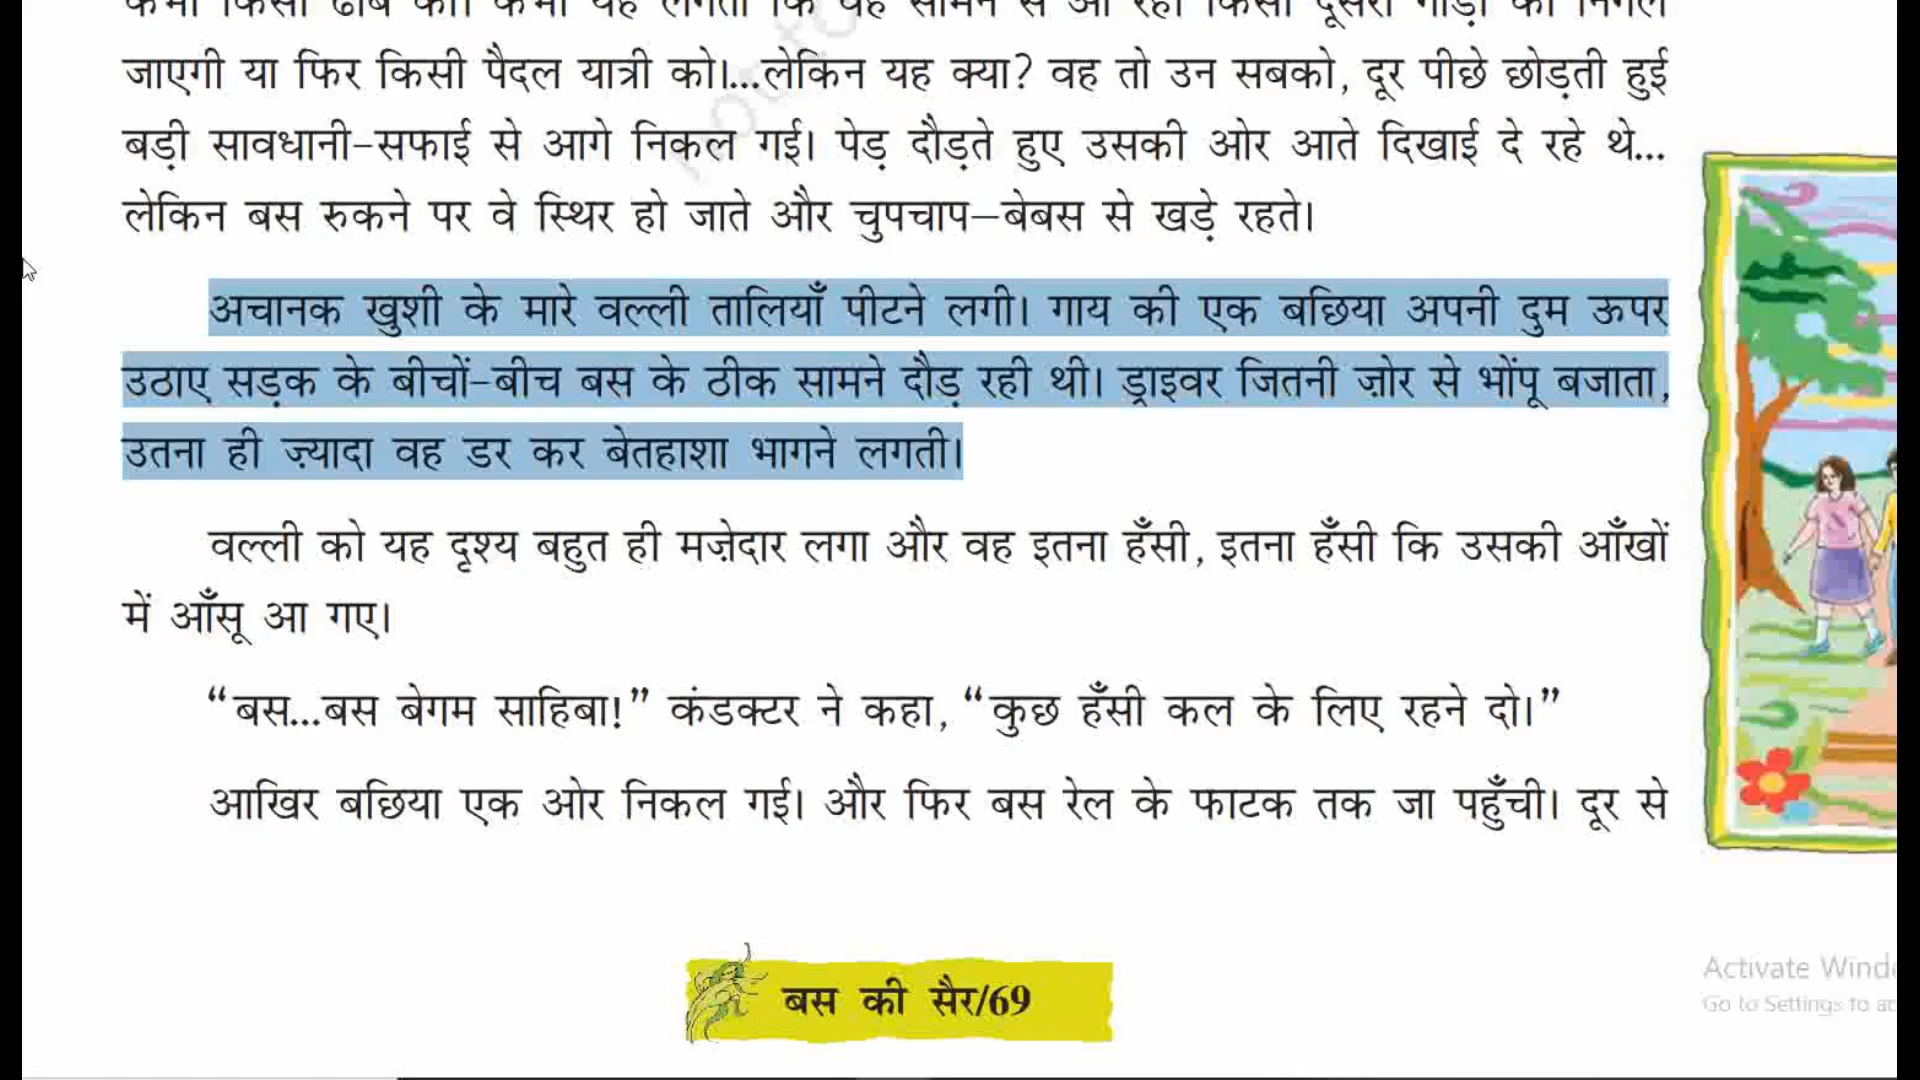 जाएगी या फिर किसी पैदल यात्री को।...लेकिन यह क्या? वह तो उन सबको, दूर पीछे छोड़ती हुई
बड़ी सावधानी–सफाई से आगे निकल गई। पेड़ दौड़ते हुए उसकी ओर आते दिखाई दे रहे थे...
लेकिन बस रुकने पर वे स्थिर हो जाते और चुपचाप–बेबस से खड़े रहते।
अचानक खुशी के मारे वल्ली तालियाँ पीटने लगी। गाय की एक बछिया अपनी दुम ऊपर
उठाए सड़क के बीचों-बीच बस के ठीक सामने दौड़ रही थी। ड्राइवर जितनी ज़ोर से भोंपू बजाता,
उतना ही ज़्यादा वह डर कर बेतहाशा भागने लगती।
वल्ली को यह दृश्य बहुत ही मज़ेदार लगा और वह इतना हँसी, इतना हँसी कि उसकी आँखों
में आँसू आ गए।
“बस...बस बेगम साहिबा!” कंडक्टर ने कहा, “कुछ हँसी कल के लिए रहने दो।”
आखिर बछिया एक ओर निकल गई। और फिर बस रेल के फाटक तक जा पहुँची। दूर से
बस की सैर/69
Activate
Go to Settings to